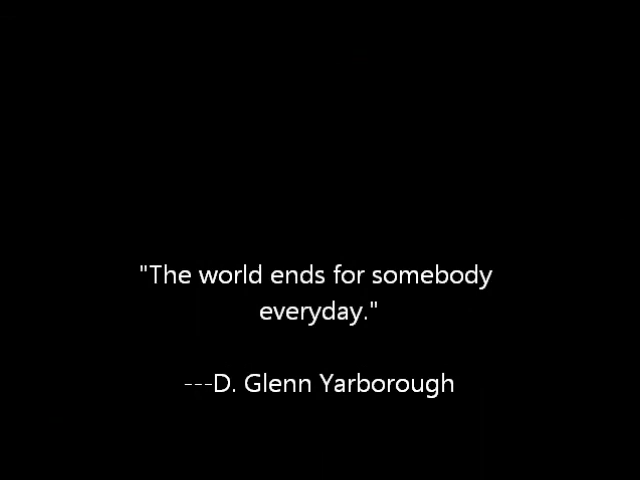 "The world ends for somebody
everyday."
---D. Glenn Yarborough